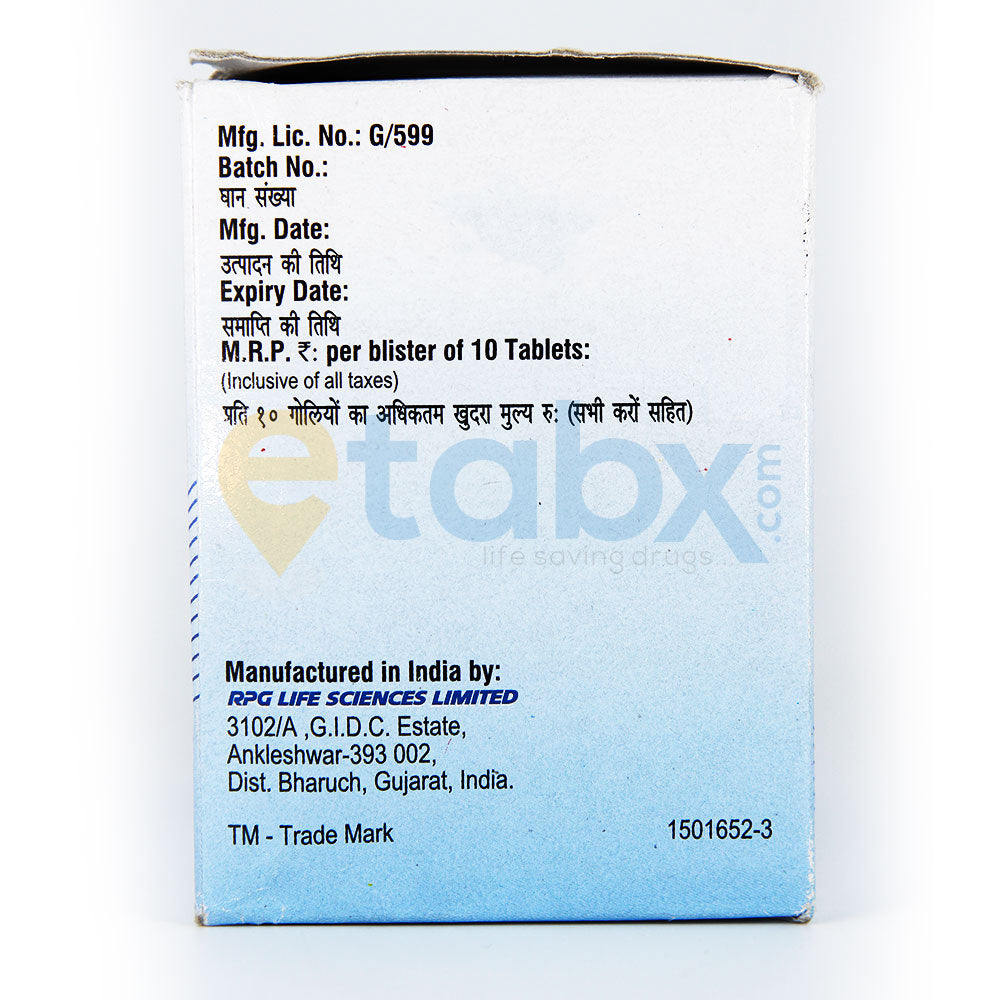 Mfg. Lic. No.: G/599
Batch No.:
घान संख्या
Mfg. Date:
उत्पादन की तिथि
Expiry Date:
समाप्ति की तिथि
M.R.P. ₹: per blister of 10 Tablets:
(Inclusive of all taxes)
प्रति १० गोलियों का अधिकतम खुदरा मुल्य रु: (सभी करों सहित)
etabx.com
life saving drugs...
Manufactured in India by:
RPG LIFE SCIENCES LIMITED
3102/A ,G.I.D.C. Estate,
Ankleshwar-393 002,
Dist. Bharuch, Gujarat, India.
TM - Trade Mark 1501652-3